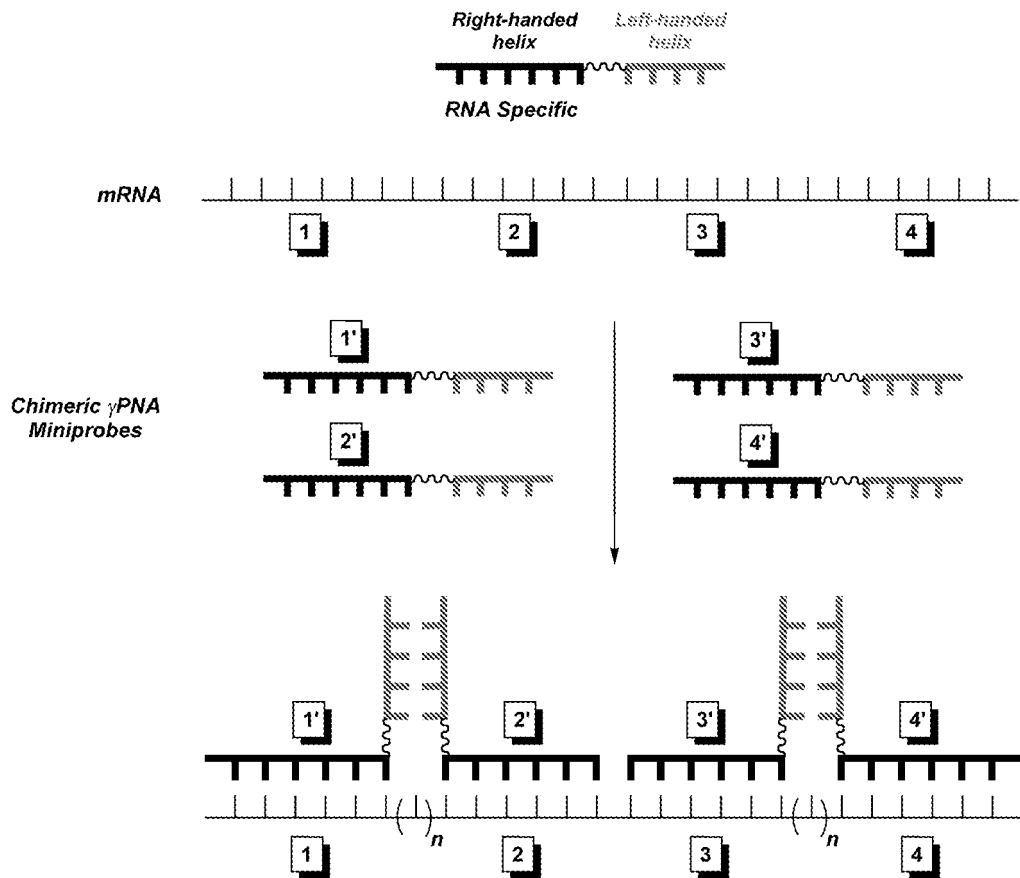 Right-handed Left-handed
helix helix
RNA Specific
mRNA
1 2 3 4
1' 3'
Chimeric γPNA
Miniprobes
2' 4'
1' 2' 3' 4'
( )n ( )n
1 2 3 4